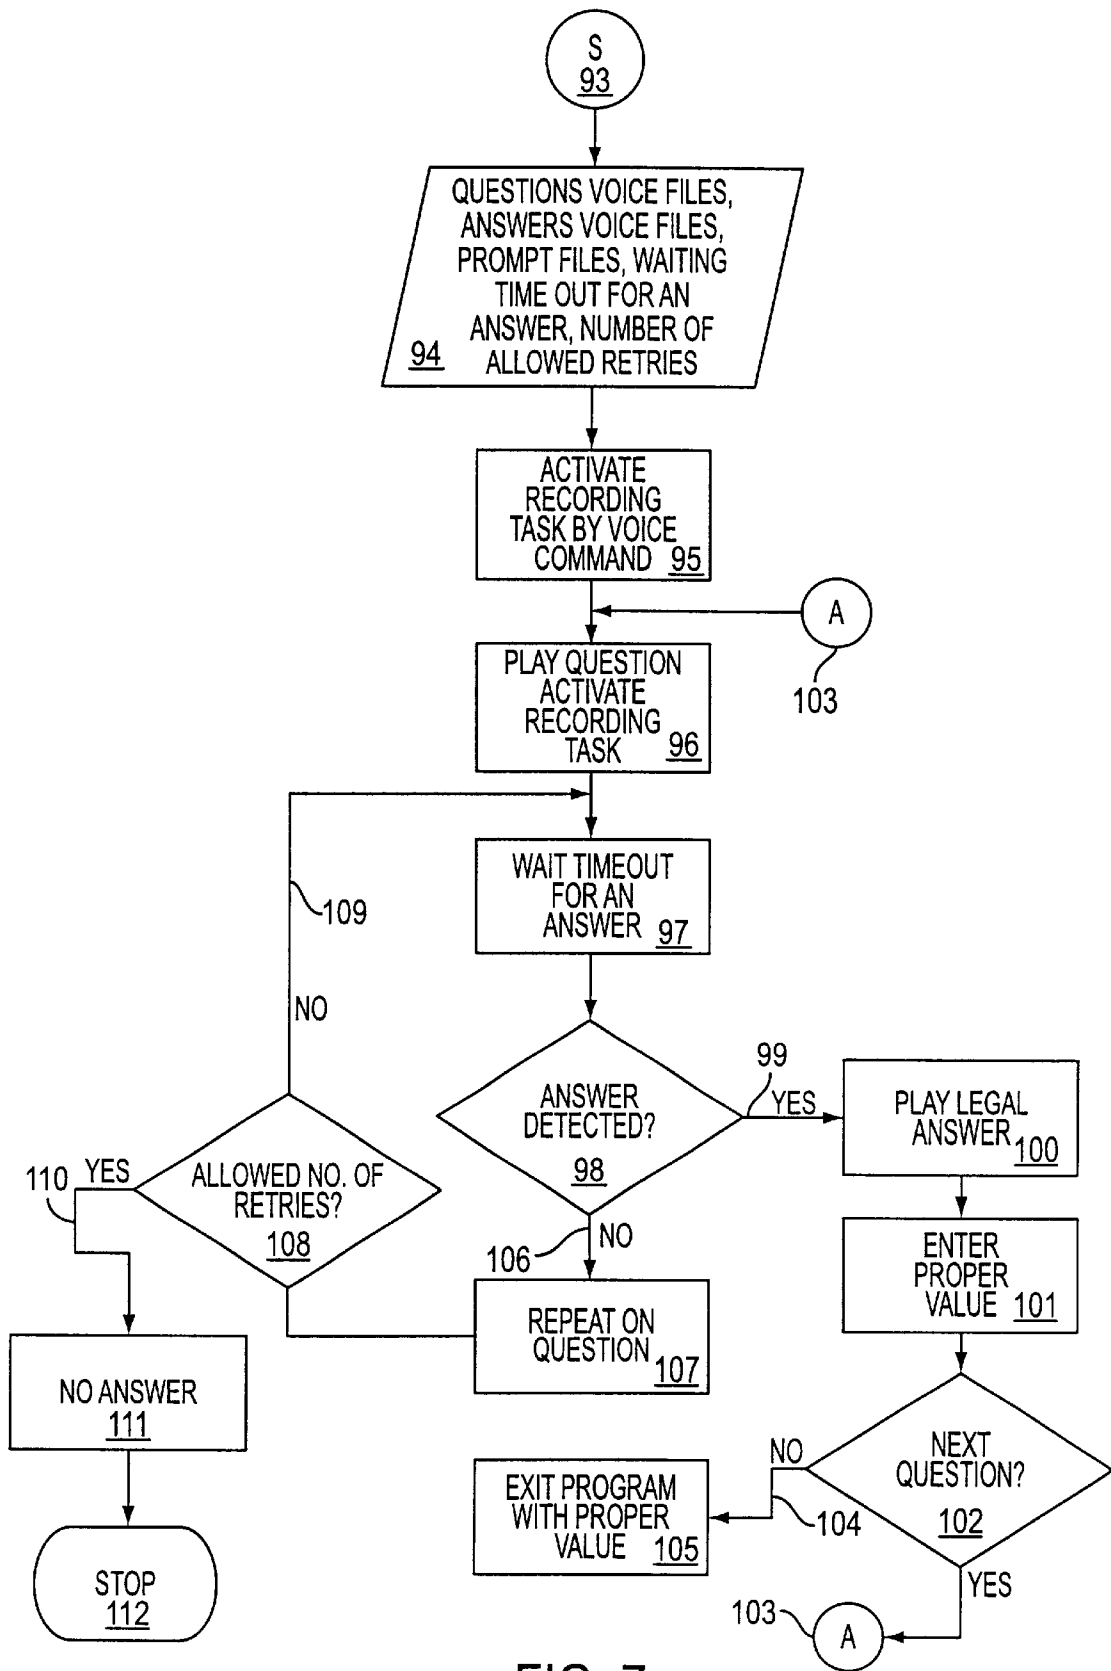 S
93
QUESTIONS VOICE FILES,
ANSWERS VOICE FILES,
PROMPT FILES, WAITING
TIME OUT FOR AN
ANSWER, NUMBER OF
94 ALLOWED RETRIES
ACTIVATE
RECORDING
TASK BY VOICE
COMMAND 95
A
103
PLAY QUESTION
ACTIVATE
RECORDING
TASK 96
WAIT TIMEOUT
FOR AN
ANSWER 97
109
NO
ANSWER
DETECTED?
98
99
YES
PLAY LEGAL
ANSWER 100
110 YES
ALLOWED NO. OF
RETRIES?
108
106 NO
ENTER
PROPER
VALUE 101
REPEAT ON
QUESTION 107
NO ANSWER
111
NEXT
QUESTION?
102
NO
104
EXIT PROGRAM
WITH PROPER
VALUE 105
STOP
112
YES
103
A
FIG. 7